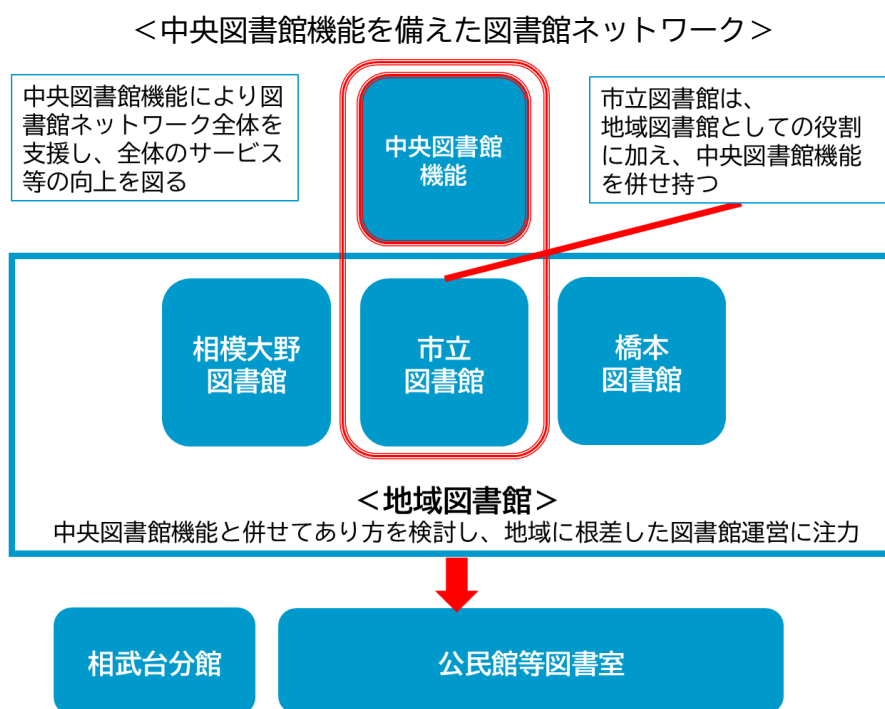 ＜中央図書館機能を備えた図書館ネットワーク＞
中央図書館機能により図
書館ネットワーク全体を
支援し、全体のサービス
等の向上を図る
中央図書館
機能
市立図書館は、
地域図書館としての役割
に加え、中央図書館機能
を併せ持つ
相模大野
図書館
市立
図書館
橋本
図書館
＜地域図書館＞
中央図書館機能と併せてあり方を検討し、地域に根差した図書館運営に注力
相武台分館
公民館等図書室